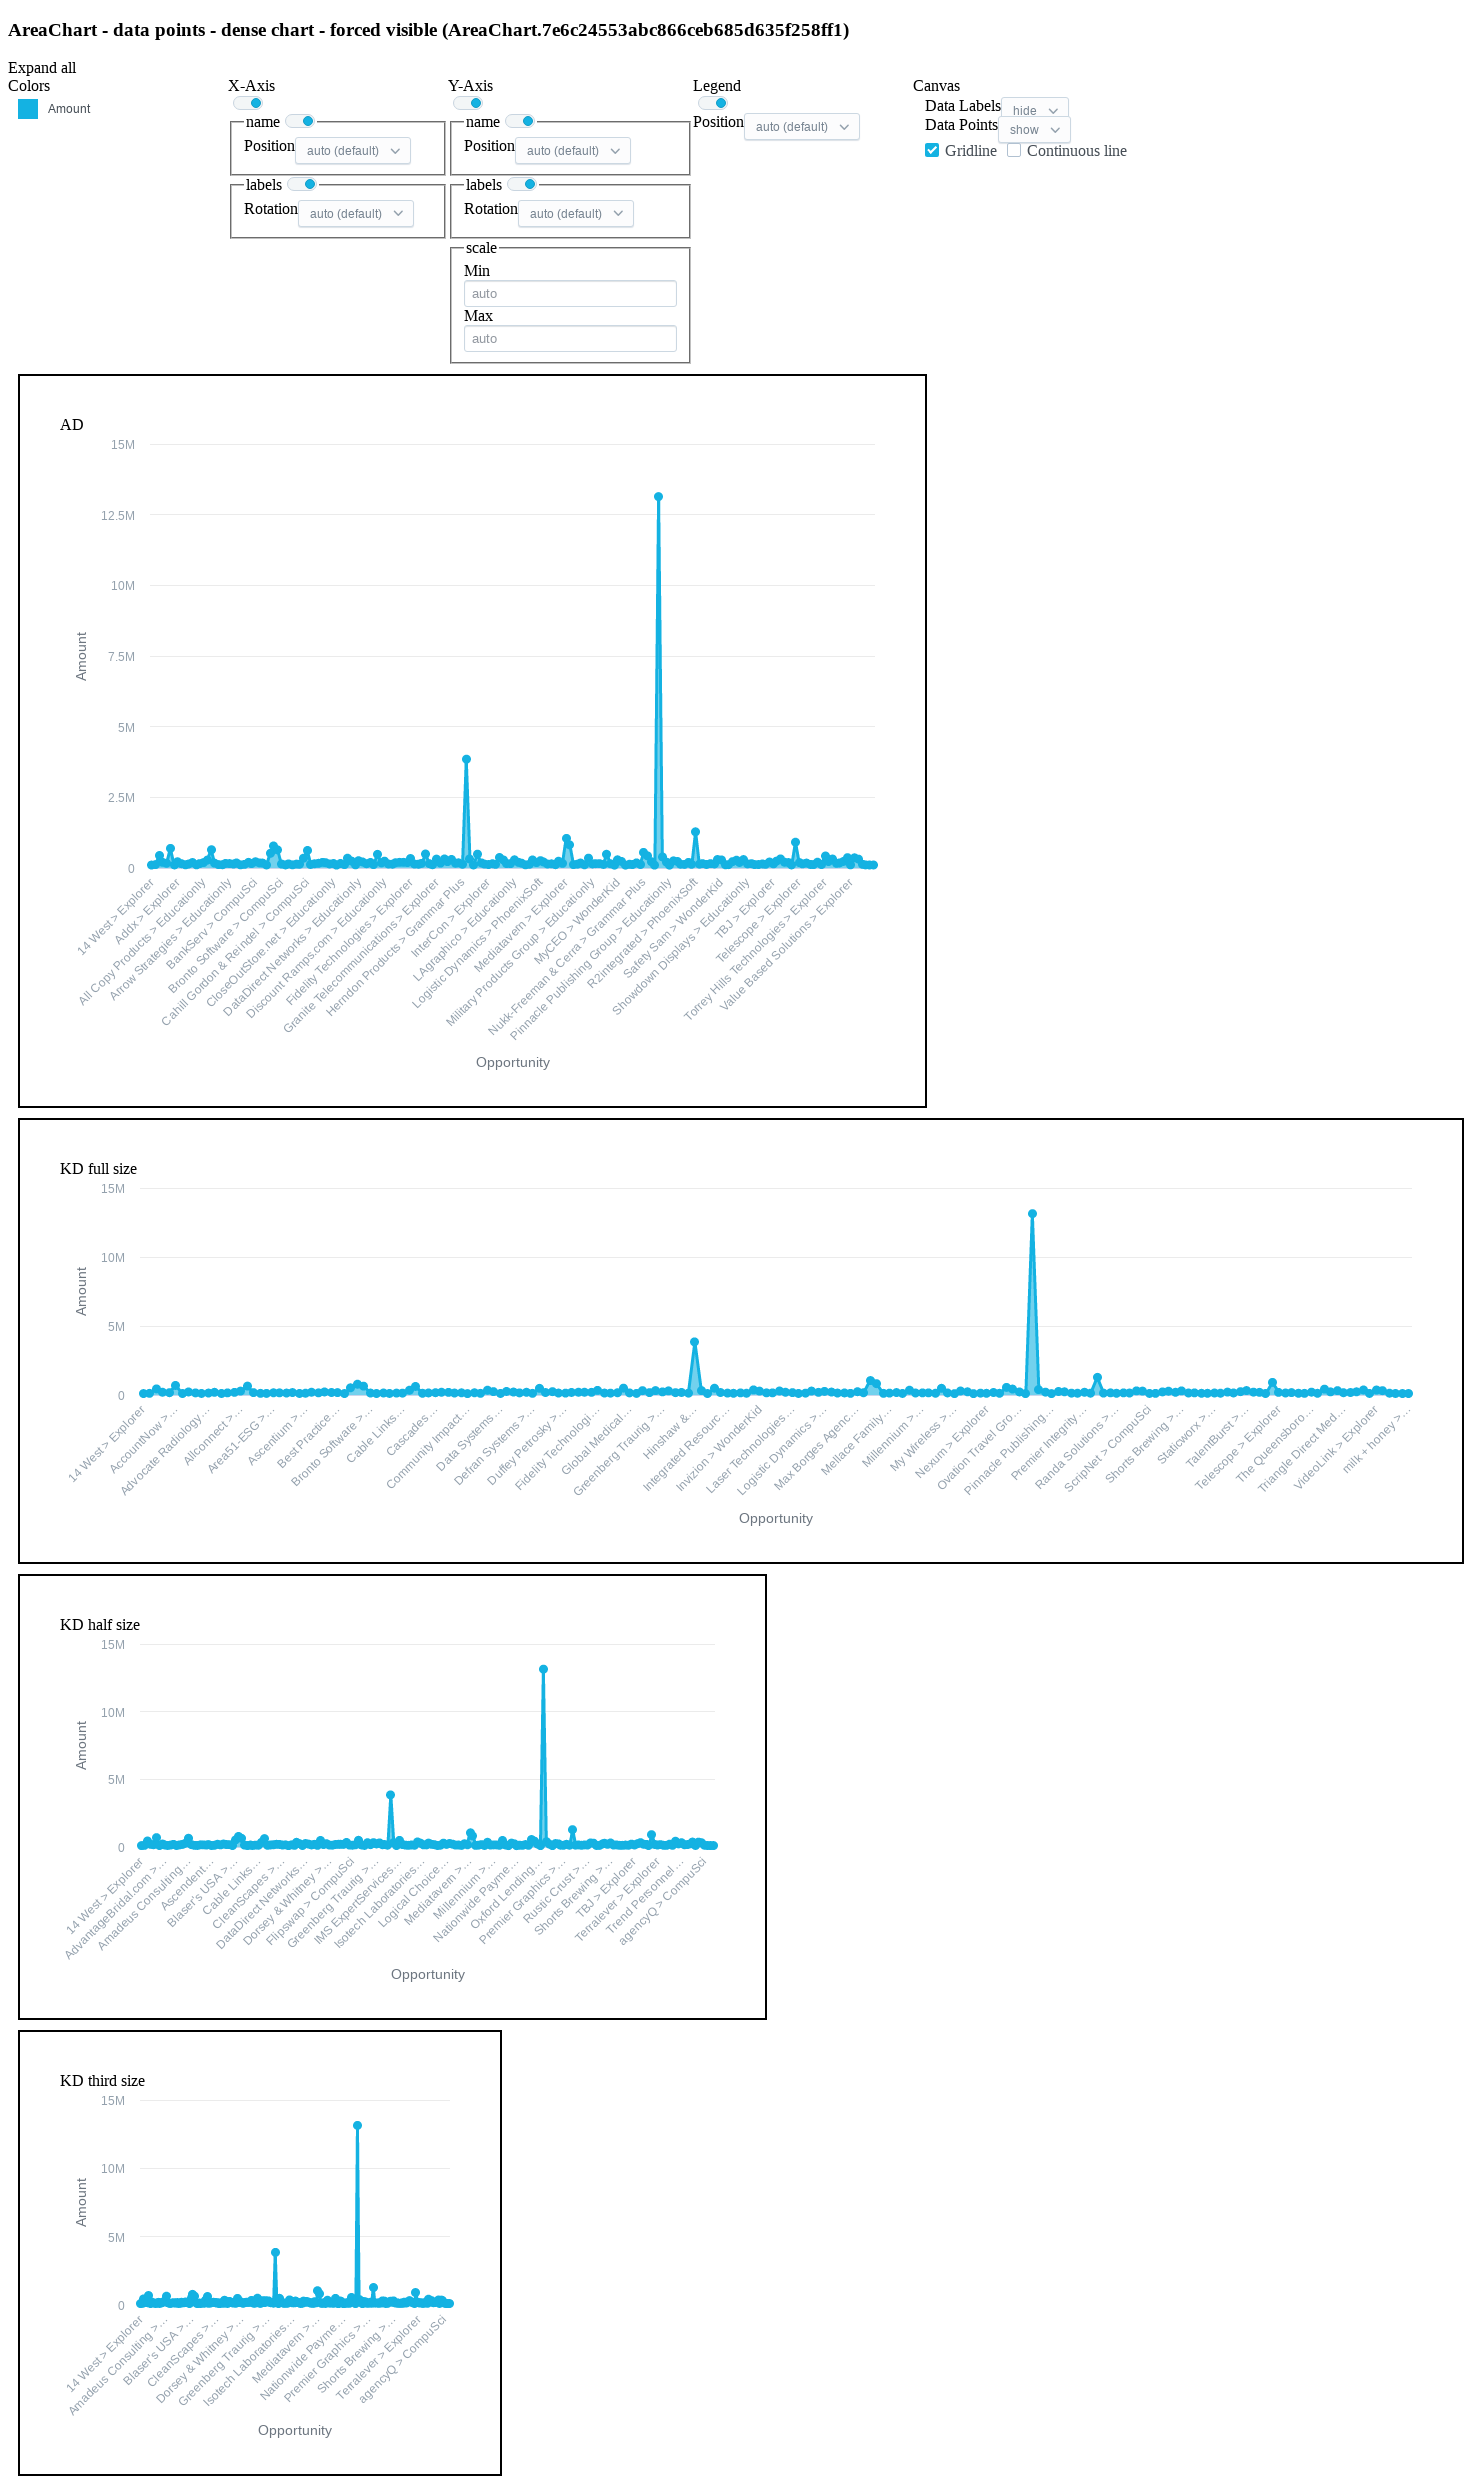 AreaChart - data points - dense chart - forced visible (AreaChart.7e6c24553abc866ceb685d635f258ff1)
Expand all
Colors
Amount
X-Axis
name
Position auto (default)
labels
Rotation auto (default)
Y-Axis
name
Position auto (default)
labels
Rotation auto (default)
scale
Min
auto
Max
auto
Legend
Position auto (default)
Canvas
Data Labels hide
Data Points show
Gridline Continuous line
AD
15M
12.5M
10M
7.5M
5M
2.5M
0
Amount
14 West > Explorer
Addx > Explorer
All Copy Products > Educationly
Arrow Strategies > Educationly
BankServ > CompuSci
Bronto Software > CompuSci
Cahill Gordon & Reindel > CompuSci
CloseOutStore.net > Educationly
DataDirect Networks > Educationly
Discount Ramps.com > Educationly
Fidelity Technologies > Explorer
Granite Telecommunications > Explorer
Herndon Products > Grammar Plus
InterCon > Explorer
LAgraphico > Educationly
Logistic Dynamics > PhoenixSoft
Mediatavern > Explorer
Military Products Group > Educationly
MyCEO > WonderKid
Nukk-Freeman & Cerra > Grammar Plus
Pinnacle Publishing Group > Educationly
R2integrated > PhoenixSoft
Safety Sam > WonderKid
Showdown Displays > Educationly
TBJ > Explorer
Telescope > Explorer
Torrey Hills Technologies > Explorer
Value Based Solutions > Explorer
Opportunity
KD full size
15M
10M
5M
0
Amount
14 West > Explorer
AccountNow >…
Advocate Radiology…
Allconnect >…
Area51-ESG >…
Ascentium >…
Best Practice…
Bronto Software >…
Cable Links…
Cascades…
Community Impact…
Data Systems…
Defran Systems >…
Duffey Petrosky >…
Fidelity Technologi…
Global Medical…
Greenberg Traurig >…
Hinshaw &…
Integrated Resourc…
Invizion > WonderKid
Laser Technologies…
Logistic Dynamics >…
Max Borges Agenc…
Mellace Family…
Millennium >…
My Wireless >…
Nexum > Explorer
Ovation Travel Gro…
Pinnacle Publishing…
Premier Integrity…
Randa Solutions >…
ScripNet > CompuSci
Shorts Brewing >…
Staticworx >…
TalentBurst >…
Telescope > Explorer
The Queensboro…
Triangle Direct Med…
VideoLink > Explorer
milk + honey >…
Opportunity
KD half size
15M
10M
5M
0
Amount
14 West > Explorer
AdvantageBridal.com >…
Amadeus Consulting…
Ascendent…
Blaser's USA >…
Cable Links…
CleanScapes >…
DataDirect Networks…
Dorsey & Whitney >…
Flipswap > CompuSci
Greenberg Traurig >…
IMS ExpertServices…
Isotech Laboratories…
Logical Choice…
Mediatavern >…
Millennium >…
Nationwide Payme…
Oxford Lending…
Premier Graphics >…
Rustic Crust >…
Shorts Brewing >…
TBJ > Explorer
Terralever > Explorer
Trend Personnel…
agencyQ > CompuSci
Opportunity
KD third size
15M
10M
5M
0
Amount
14 West > Explorer
Amadeus Consulting >…
Blaser's USA >…
CleanScapes >…
Dorsey & Whitney >…
Greenberg Traurig >…
Isotech Laboratories…
Mediatavern >…
Nationwide Payme…
Premier Graphics >…
Shorts Brewing >…
Terralever > Explorer
agencyQ > CompuSci
Opportunity